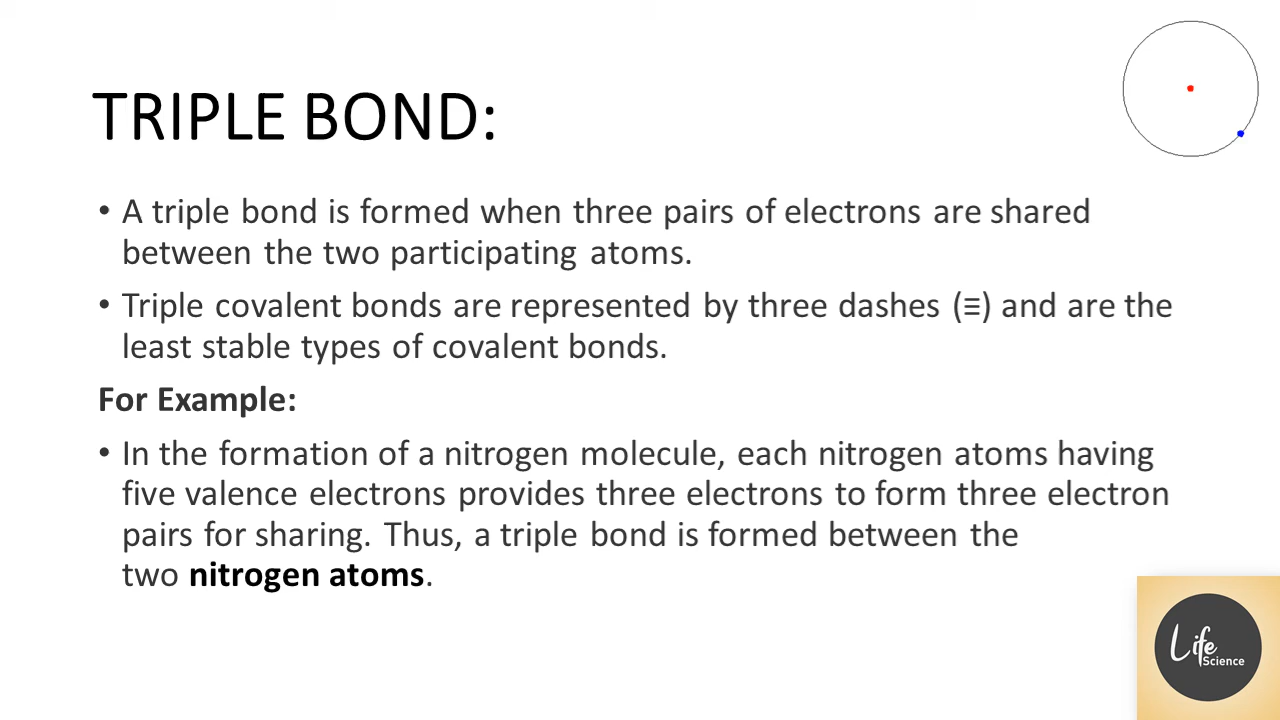 TRIPLE BOND:
• A triple bond is formed when three pairs of electrons are shared
between the two participating atoms.
• Triple covalent bonds are represented by three dashes (≡) and are the
least stable types of covalent bonds.
For Example:
• In the formation of a nitrogen molecule, each nitrogen atoms having
five valence electrons provides three electrons to form three electron
pairs for sharing. Thus, a triple bond is formed between the
two nitrogen atoms.
Life
Science